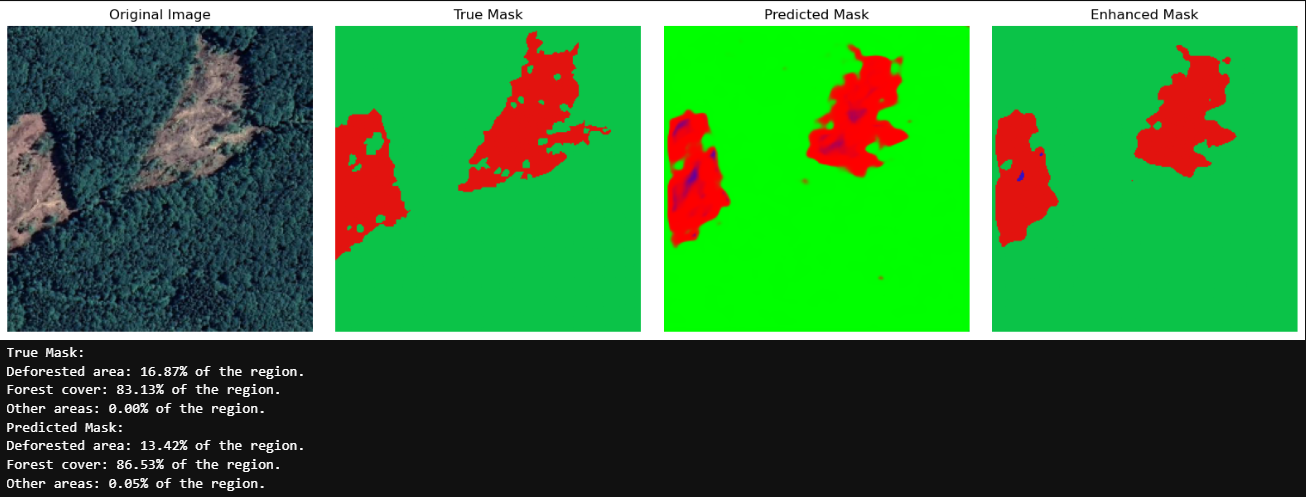 Original Image
True Mask
Predicted Mask
Enhanced Mask
True Mask:
Deforested area: 16.87% of the region.
Forest cover: 83.13% of the region.
Other areas: 0.00% of the region.
Predicted Mask:
Deforested area: 13.42% of the region.
Forest cover: 86.53% of the region.
Other areas: 0.05% of the region.